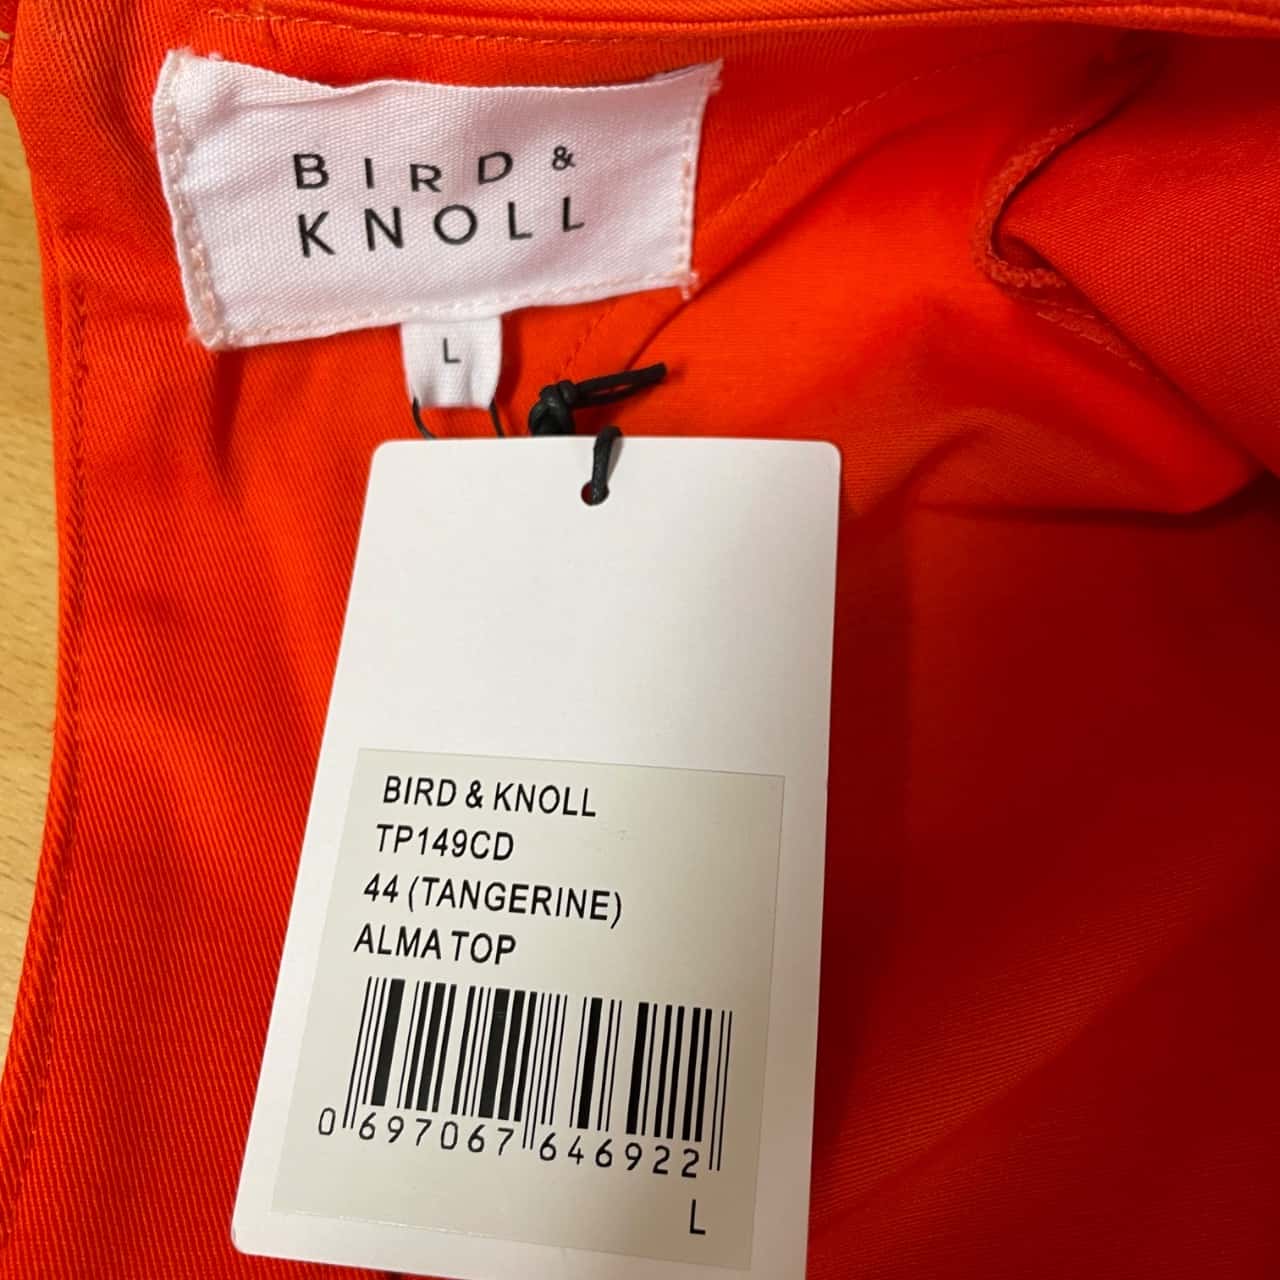 BIRD &
KNOLL
L
BIRD & KNOLL
TP149CD
44 (TANGERINE)
ALMA TOP
0 697067 646922
L